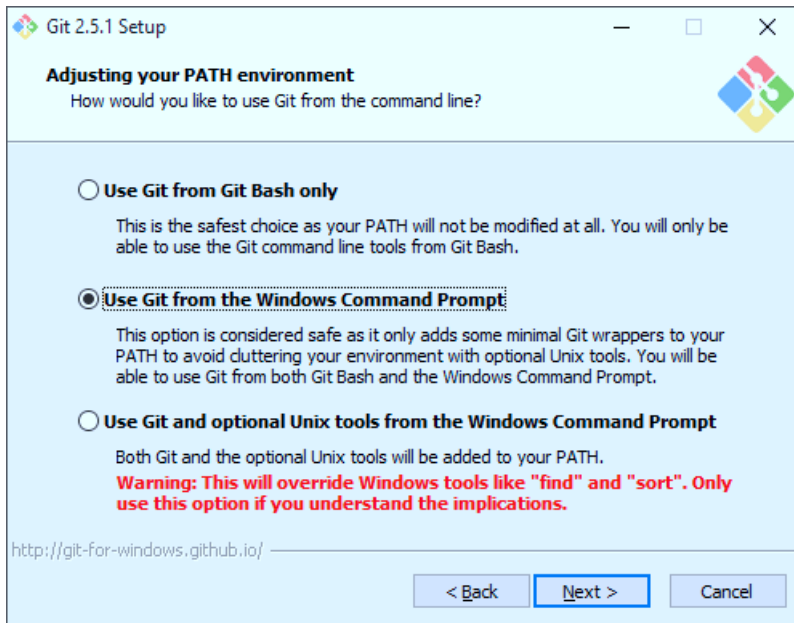 Git 2.5.1 Setup
Adjusting your PATH environment
How would you like to use Git from the command line?
Use Git from Git Bash only
This is the safest choice as your PATH will not be modified at all. You will only be
able to use the Git command line tools from Git Bash.
Use Git from the Windows Command Prompt
This option is considered safe as it only adds some minimal Git wrappers to your
PATH to avoid cluttering your environment with optional Unix tools. You will be
able to use Git from both Git Bash and the Windows Command Prompt.
Use Git and optional Unix tools from the Windows Command Prompt
Both Git and the optional Unix tools will be added to your PATH.
Warning: This will override Windows tools like "find" and "sort". Only
use this option if you understand the implications.
http://git-for-windows.github.io/
< Back Next > Cancel